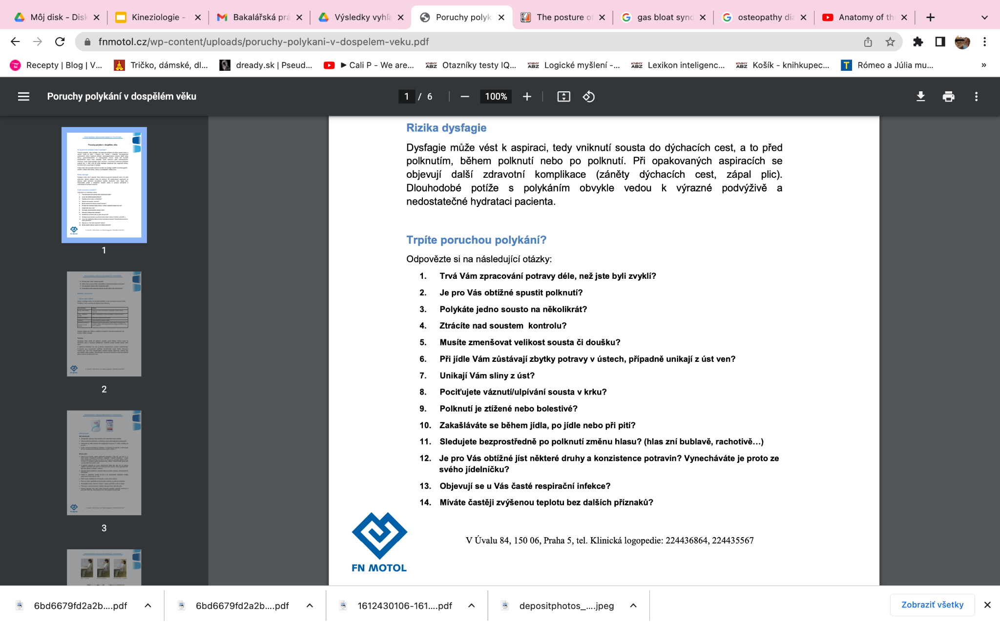 Môj disk - Disk
Kineziologie -
Bakalářská prá
Výsledky vyhľa
Poruchy polyk
The posture of
gas bloat synd
osteopathy dia
Anatomy of the
fnmotol.cz/wp-content/uploads/poruchy-polykani-v-dospelem-veku.pdf
Recepty | Blog | V...
Tričko, dámské, dl...
dready.sk | Pseud...
► Cali P - We are...
KNIHY ABZ Otazníky testy IQ...
KNIHY ABZ Logické myšlení -...
KNIHY ABZ Lexikon inteligenc...
KNIHY ABZ Košík - knihkupec...
T Rómeo a Júlia mu...
»
Poruchy polykání v dospělém věku
1 / 6
100%
Rizika dysfagie
Dysfagie může vést k aspiraci, tedy vniknutí sousta do dýchacích cest, a to před
polknutím, během polknutí nebo po polknutí. Při opakovaných aspiracích se
objevují další zdravotní komplikace (záněty dýchacích cest, zápal plic).
Dlouhodobé potíže s polykáním obvykle vedou k výrazné podvýživě a
nedostatečné hydrataci pacienta.
Trpíte poruchou polykání?
Odpovězte si na následující otázky:
1. Trvá Vám zpracování potravy déle, než jste byli zvyklí?
2. Je pro Vás obtížné spustit polknutí?
3. Polykáte jedno sousto na několikrát?
4. Ztrácíte nad soustem  kontrolu?
5. Musíte zmenšovat velikost sousta či doušku?
6. Při jídle Vám zůstávají zbytky potravy v ústech, případně unikají z úst ven?
7. Unikají Vám sliny z úst?
8. Pociťujete váznutí/ulpívání sousta v krku?
9. Polknutí je ztížené nebo bolestivé?
10. Zakašláváte se během jídla, po jídle nebo při pití?
11. Sledujete bezprostředně po polknutí změnu hlasu? (hlas zní bublavě, rachotivě…)
12. Je pro Vás obtížné jíst některé druhy a konzistence potravin? Vynecháváte je proto ze
svého jídelníčku?
13. Objevují se u Vás časté respirační infekce?
14. Míváte častěji zvýšenou teplotu bez dalších příznaků?
V Úvalu 84, 150 06, Praha 5, tel. Klinická logopedie: 224436864, 224435567
FN MOTOL
1
2
3
6bd6679fd2a2b....pdf
6bd6679fd2a2b....pdf
1612430106-161....pdf
depositphotos_....jpeg
Zobraziť všetky